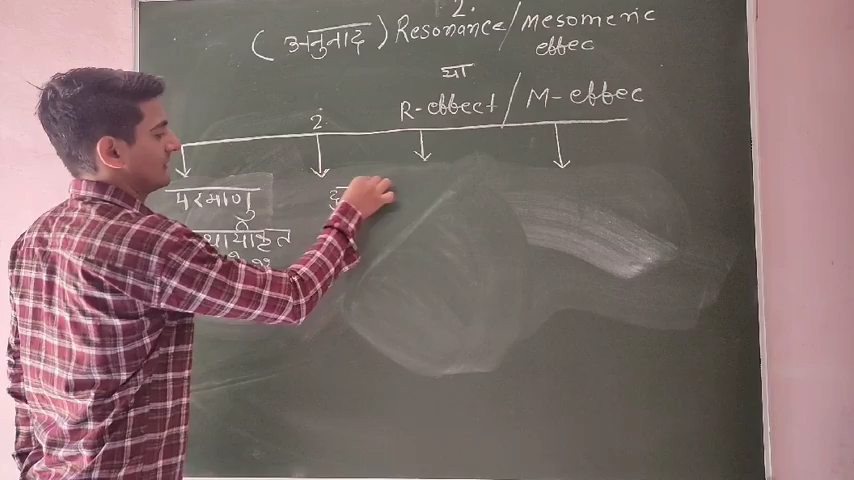 2.
(अनुनाद) Resonance/Mesomeric
effec
या
R-effect/M-effec
2.
परमाणु